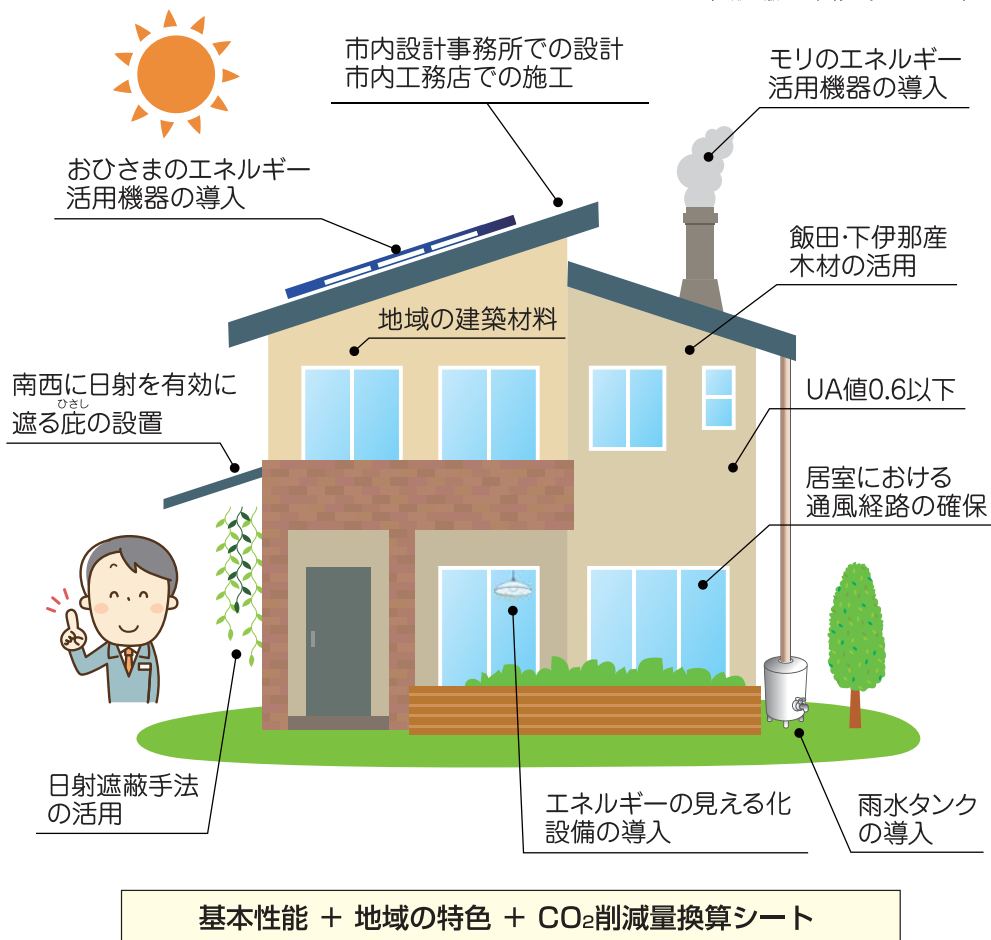 市内設計事務所での設計
市内工務店での施工
モリのエネルギー
活用機器の導入
おひさまのエネルギー
活用機器の導入
飯田・下伊那産
木材の活用
地域の建築材料
南西に日射を有効に
ひさし
遮る庇の設置
UA値0.6以下
居室における
通風経路の確保
日射遮蔽手法
の活用
エネルギーの見える化
設備の導入
雨水タンク
の導入
基本性能 + 地域の特色 + CO₂削減量換算シート